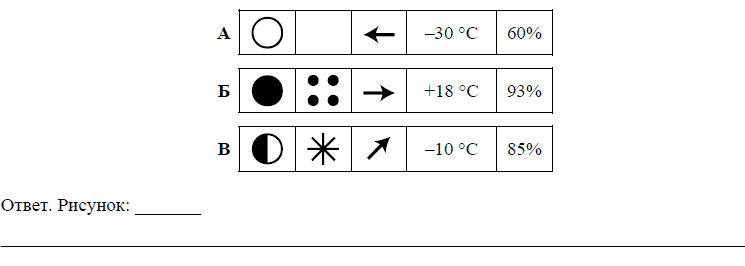 А –30 °C 60%
Б +18 °C 93%
В –10 °C 85%
Ответ. Рисунок: _______